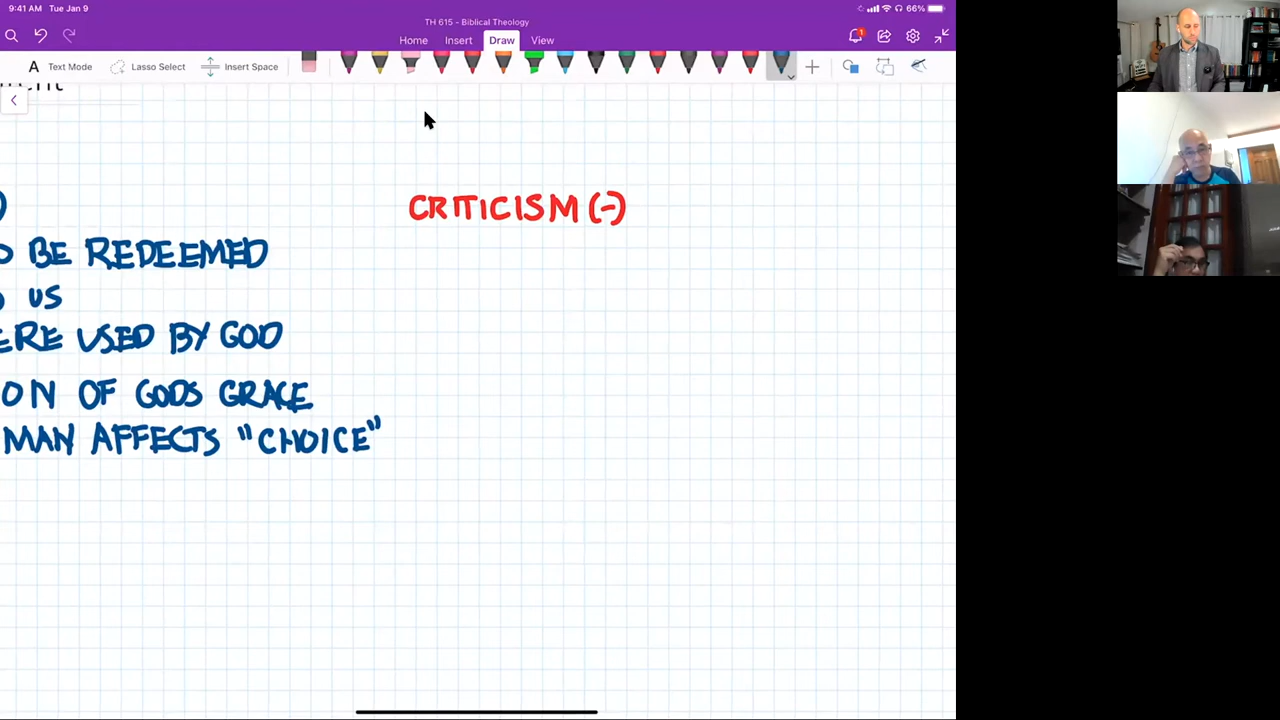 9:41 AM Tue Jan 9
66%
TH 615 - Biblical Theology
Home Insert Draw View
1
A Text Mode Lasso Select Insert Space
CRITICISM (-)
BE REDEEMED
US
ERE USED BY GOD
ON OF GODS GRACE
MAN AFFECTS "CHOICE"